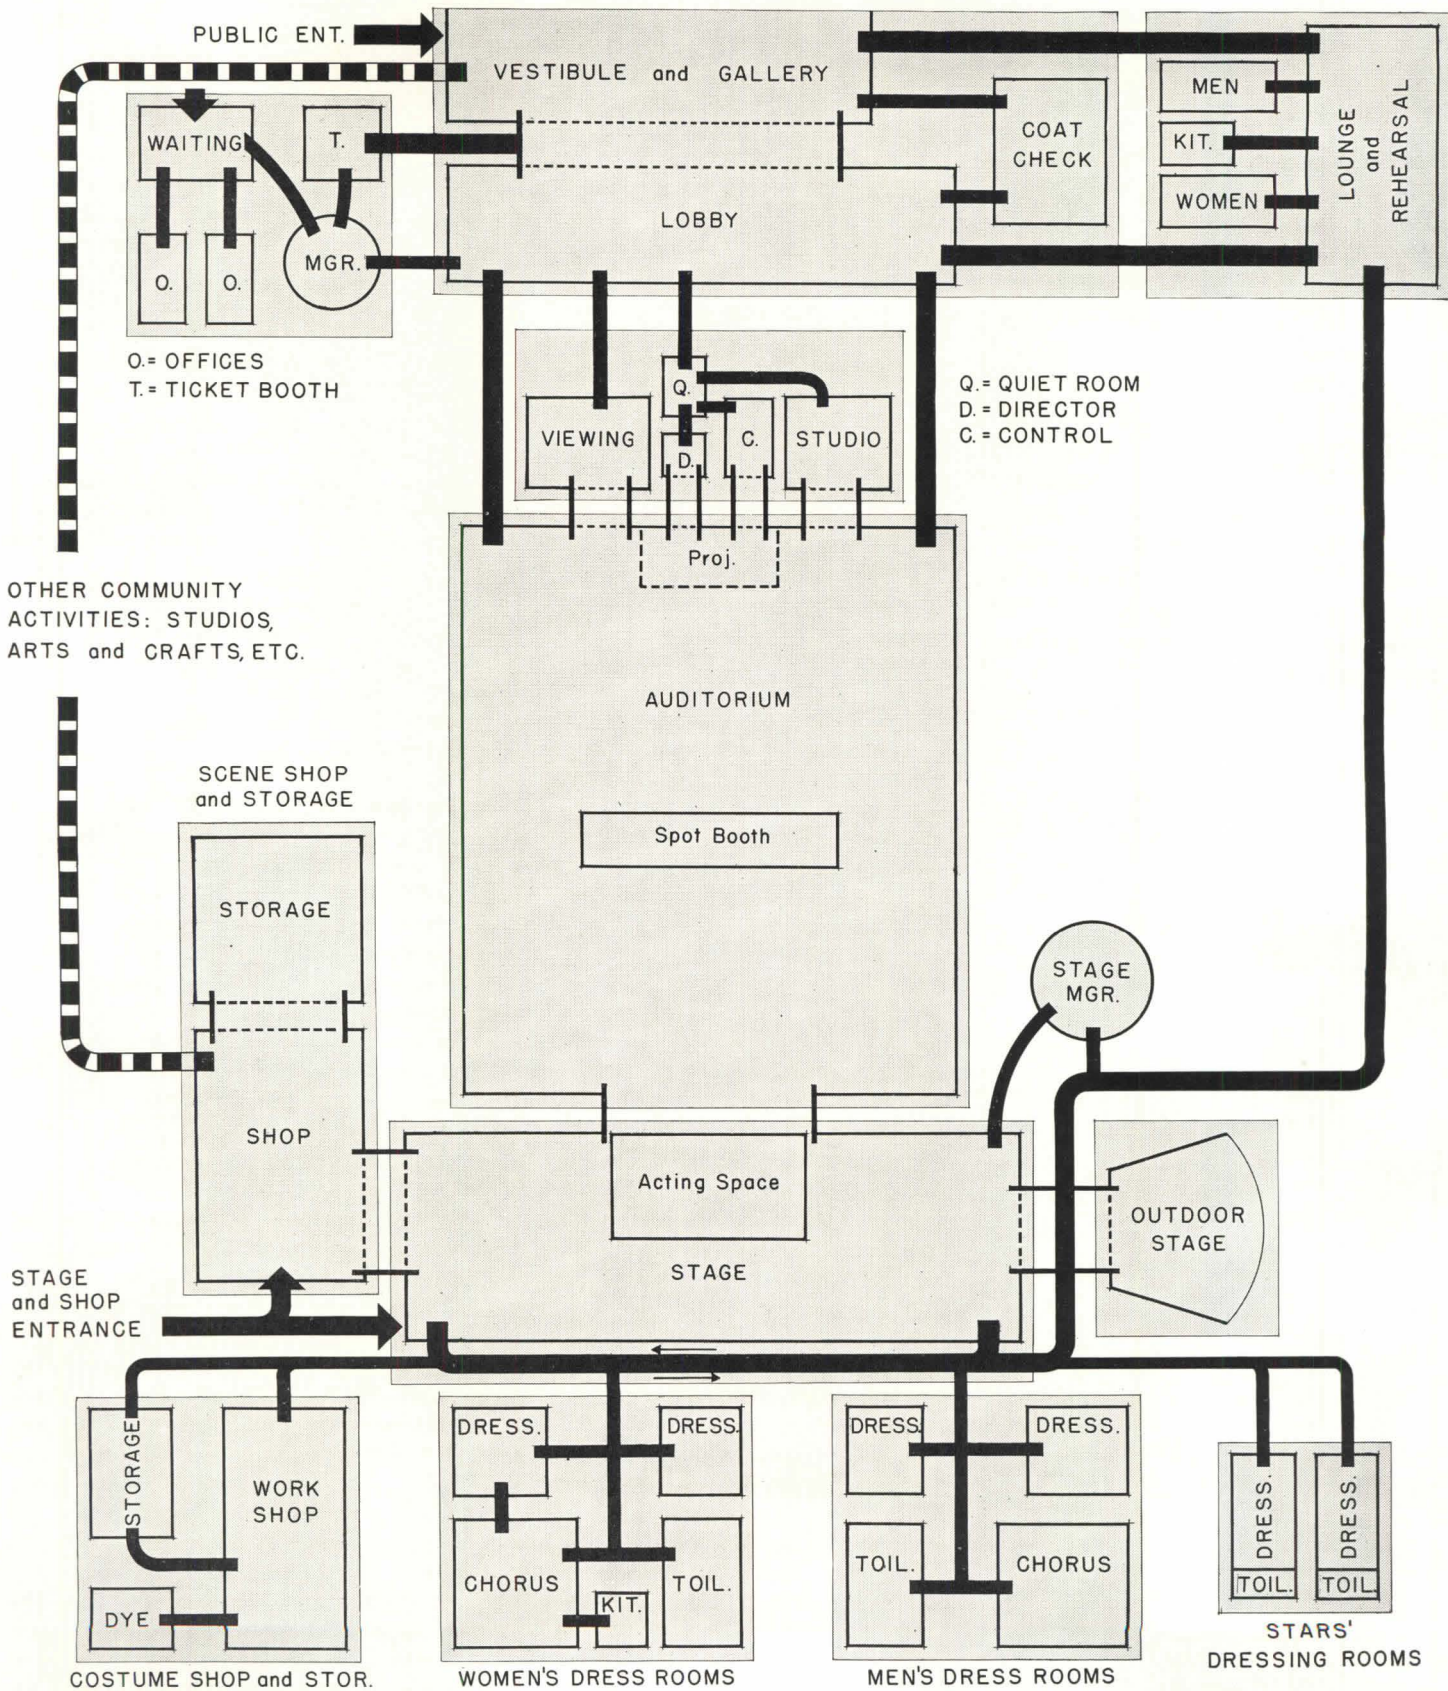 PUBLIC ENT.
VESTIBULE and GALLERY
WAITING
T.
MGR.
O.
O.
O.= OFFICES
T.= TICKET BOOTH
LOBBY
COAT
CHECK
MEN
KIT.
WOMEN
LOUNGE
and
REHEARSAL
Q.
VIEWING
D.
C.
STUDIO
Q.= QUIET ROOM
D.= DIRECTOR
C.= CONTROL
Proj.
OTHER COMMUNITY
ACTIVITIES: STUDIOS,
ARTS and CRAFTS, ETC.
AUDITORIUM
Spot Booth
SCENE SHOP
and STORAGE
STORAGE
SHOP
STAGE
MGR.
Acting Space
STAGE
OUTDOOR
STAGE
STAGE
and SHOP
ENTRANCE
STORAGE
WORK
SHOP
DYE
COSTUME SHOP and STOR.
DRESS.
DRESS.
CHORUS
KIT.
TOIL.
WOMEN'S DRESS ROOMS
DRESS.
DRESS.
TOIL.
CHORUS
MEN'S DRESS ROOMS
DRESS.
DRESS.
TOIL.
TOIL.
STARS'
DRESSING ROOMS